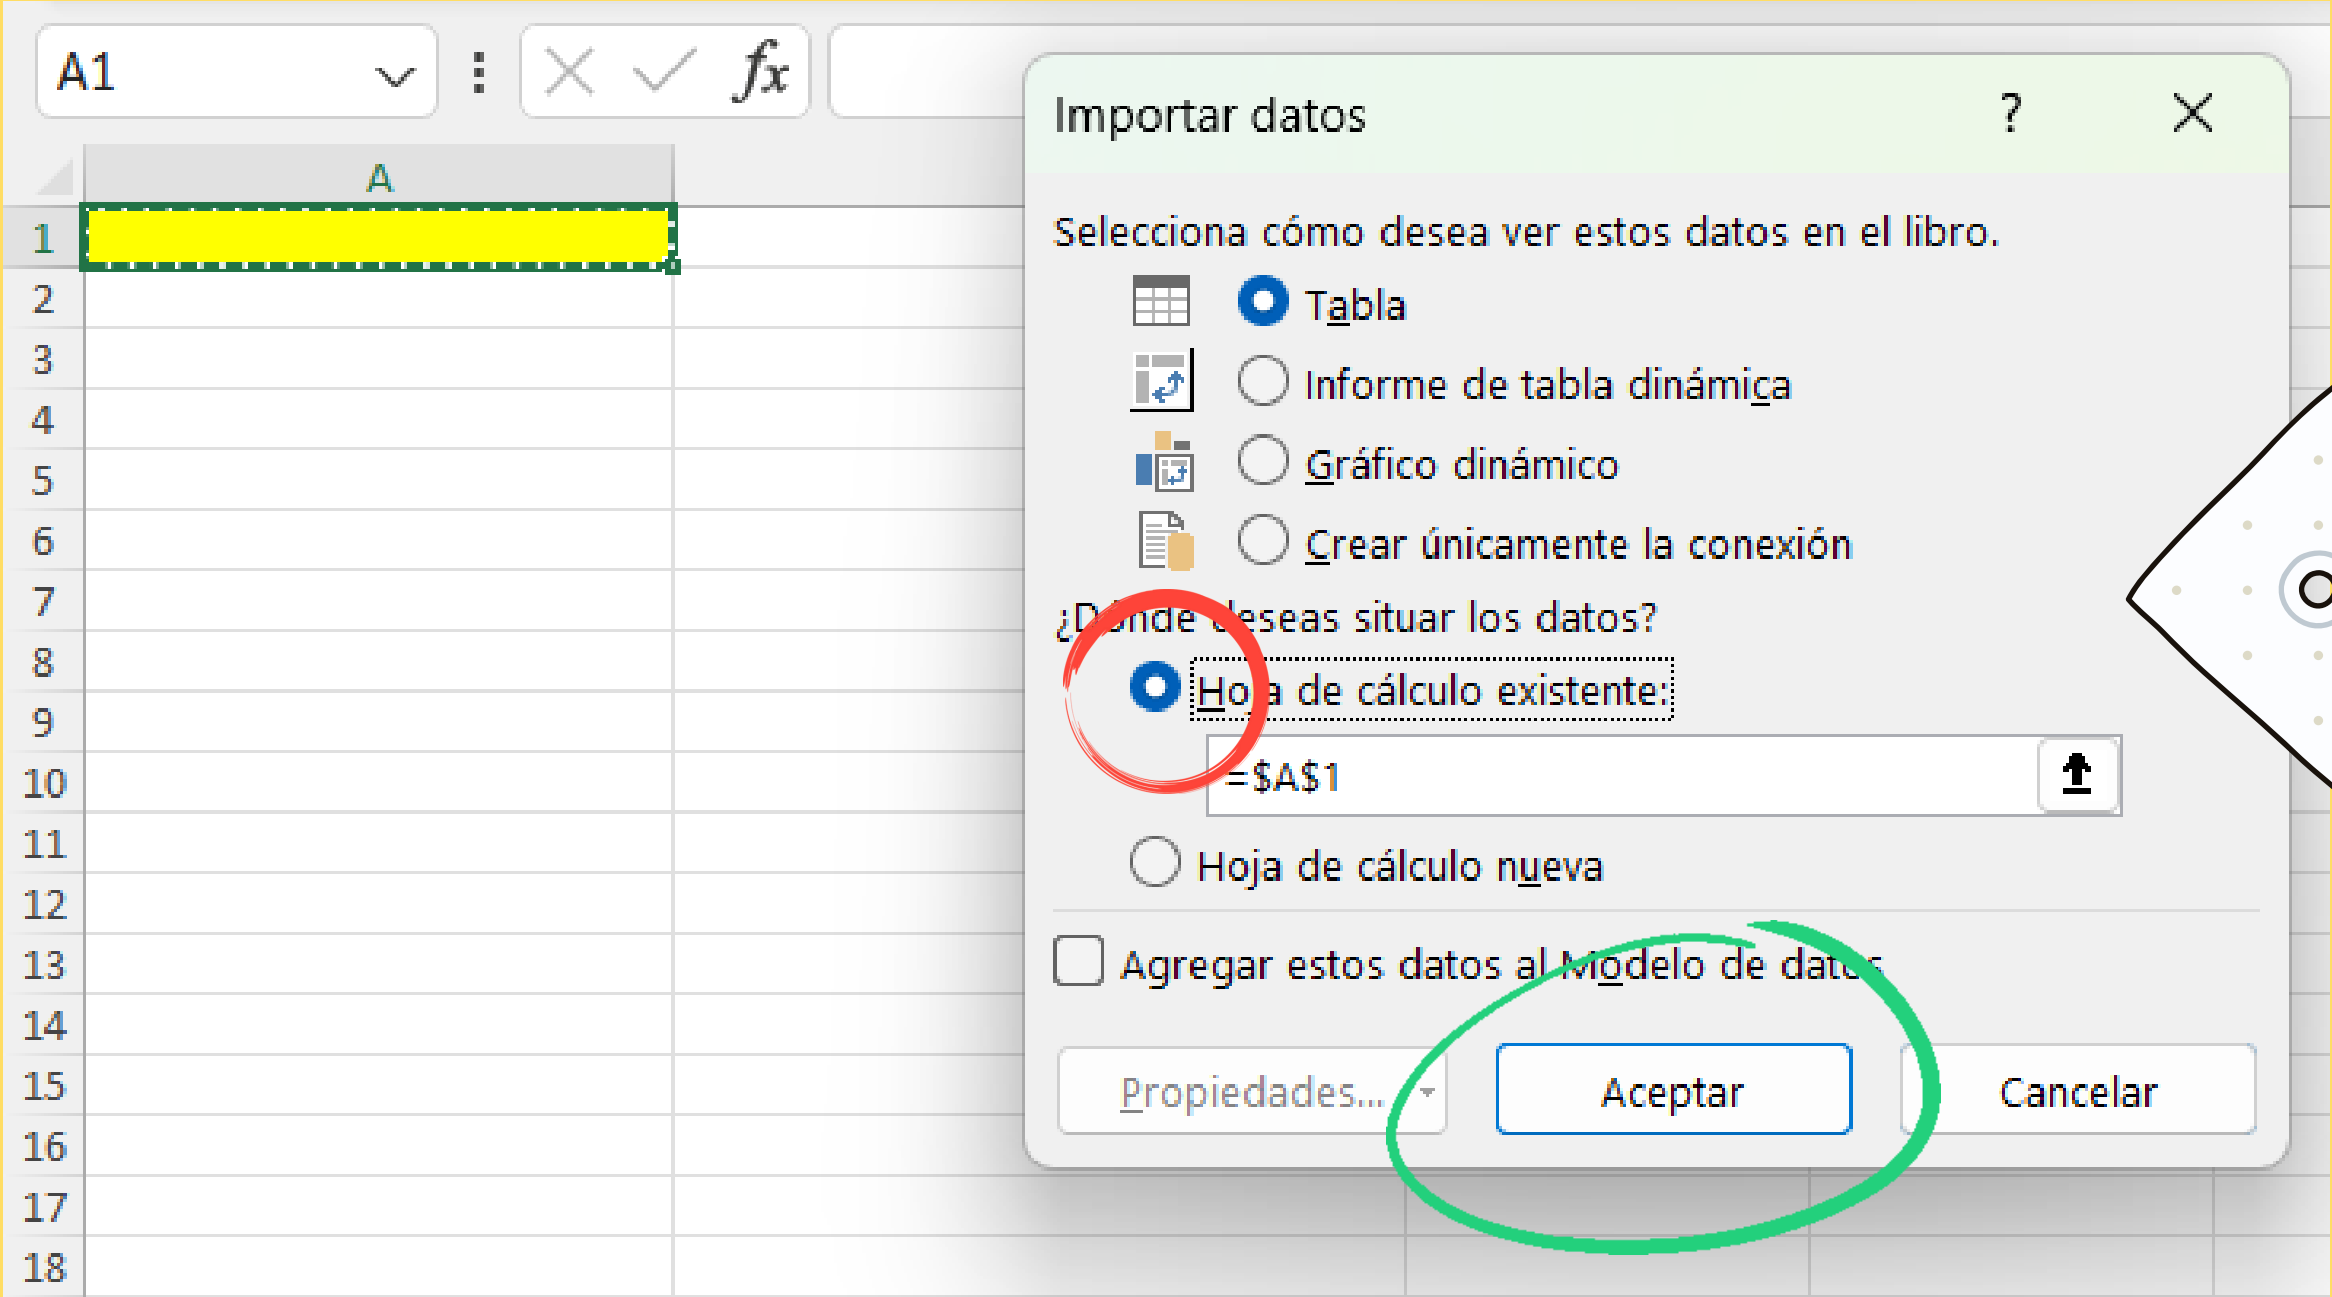 A1
fx
Importar datos
?
A
Selecciona cómo desea ver estos datos en el libro.
Tabla
Informe de tabla dinámica
Gráfico dinámico
Crear únicamente la conexión
¿Dónde deseas situar los datos?
Hoja de cálculo existente:
=$A$1
Hoja de cálculo nueva
Agregar estos datos al Modelo de datos
Propiedades...
Aceptar
Cancelar
1
2
3
4
5
6
7
8
9
10
11
12
13
14
15
16
17
18